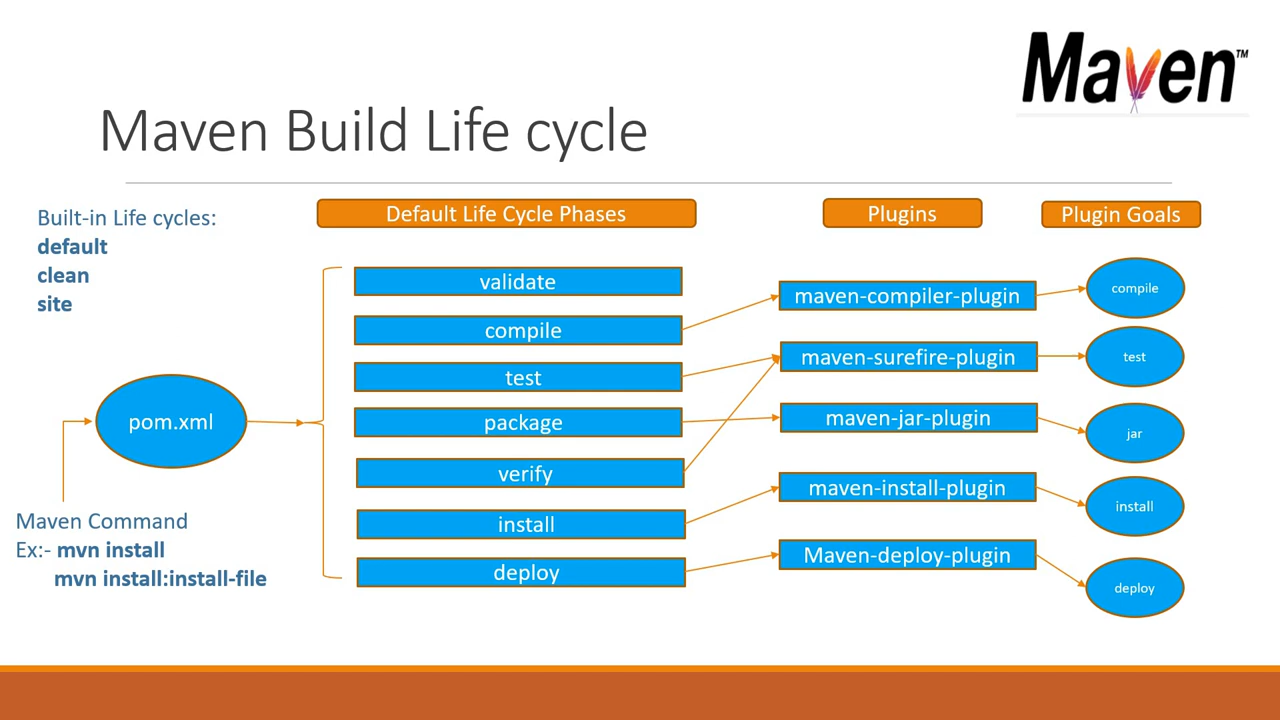 Maven™
Maven Build Life cycle
Built-in Life cycles:
default
clean
site
Default Life Cycle Phases
Plugins
Plugin Goals
validate
compile
test
package
verify
install
deploy
maven-compiler-plugin
maven-surefire-plugin
maven-jar-plugin
maven-install-plugin
Maven-deploy-plugin
compile
test
jar
install
deploy
pom.xml
Maven Command
Ex:- mvn install
mvn install:install-file